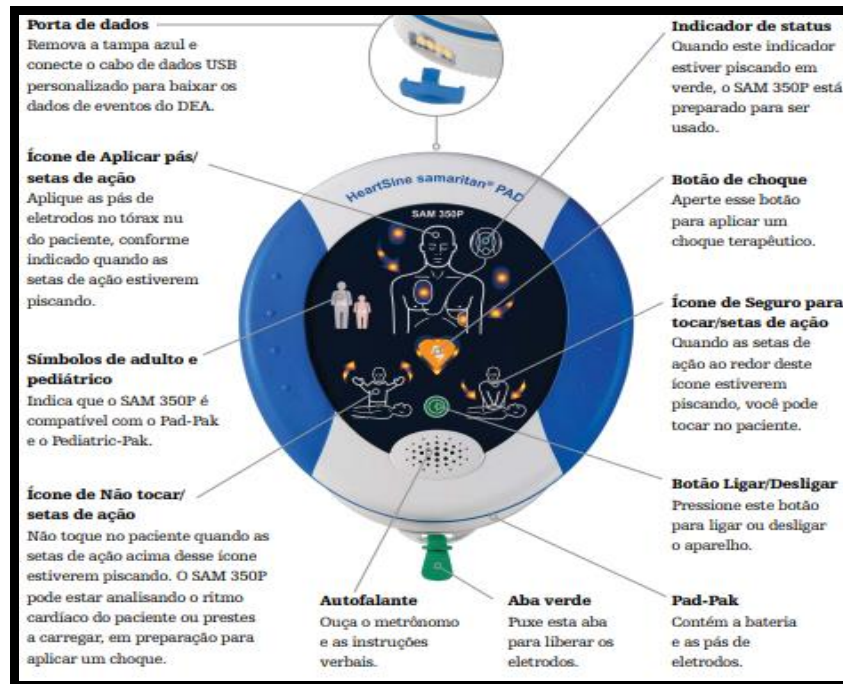 Porta de dados
Remova a tampa azul e
conecte o cabo de dados USB
personalizado para baixar os
dados de eventos do DEA.
Ícone de Aplicar pás/
setas de ação
Aplique as pás de
eletrodos no tórax nu
do paciente, conforme
indicado quando as
setas de ação estiverem
piscando.
Símbolos de adulto e
pediátrico
Indica que o SAM 350P é
compatível com o Pad-Pak
e o Pediatric-Pak.
Ícone de Não tocar/
setas de ação
Não toque no paciente quando as
setas de ação acima desse ícone
estiverem piscando. O SAM 350P
pode estar analisando o ritmo
cardíaco do paciente ou prestes
a carregar, em preparação para
aplicar um choque.
HeartSine samaritan® PAD
SAM 350P
Autofalante
Ouça o metrônomo
e as instruções
verbais.
Aba verde
Puxe esta aba
para liberar os
eletrodos.
Indicador de status
Quando este indicador
estiver piscando em
verde, o SAM 350P está
preparado para ser
usado.
Botão de choque
Aperte esse botão
para aplicar um
choque terapêutico.
Ícone de Seguro para
tocar/setas de ação
Quando as setas de
ação ao redor deste
ícone estiverem
piscando, você pode
tocar no paciente.
Botão Ligar/Desligar
Pressione este botão
para ligar ou desligar
o aparelho.
Pad-Pak
Contém a bateria
e as pás de
eletrodos.